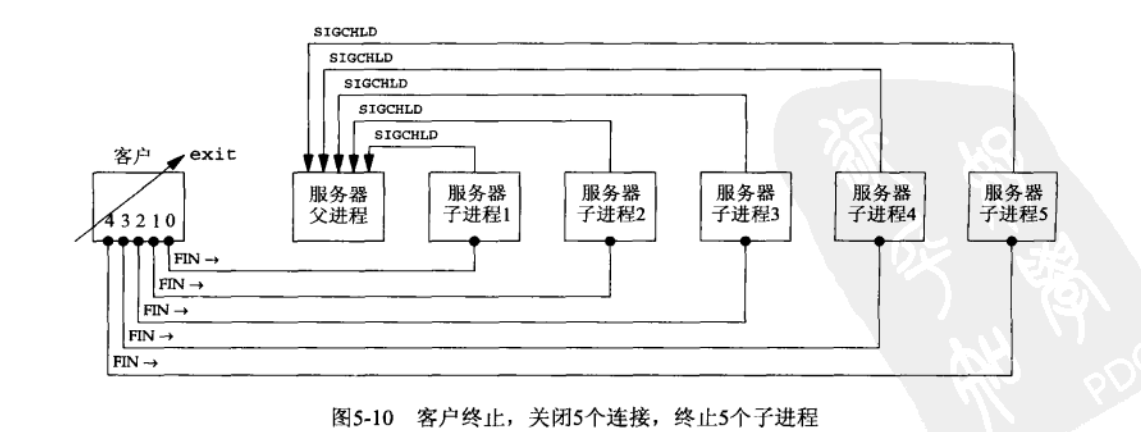 SIGCHLD
SIGCHLD
SIGCHLD
SIGCHLD
SIGCHLD
客户
exit
服务器
父进程
服务器
子进程1
服务器
子进程2
服务器
子进程3
服务器
子进程4
服务器
子进程5
4 3 2 1 0
FIN →
FIN →
FIN →
FIN →
FIN →
图5-10 客户终止，关闭5个连接，终止5个子进程